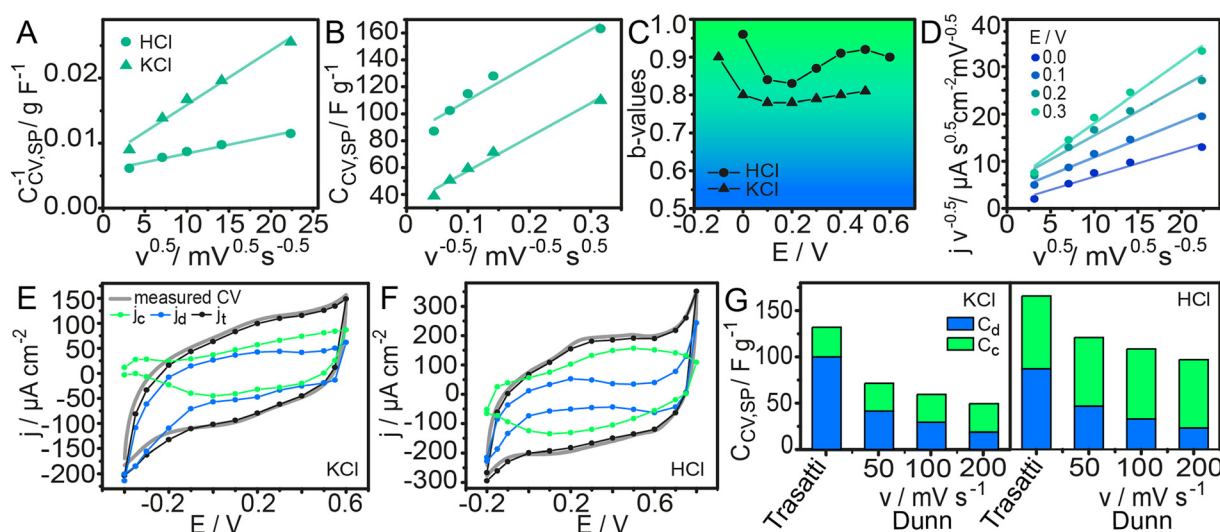 A
C⁻¹CV,SP/ g F⁻¹
0.02
0.01
0.00
HCl
KCl
0 5 10 15 20 25
v⁰·⁵/ mV⁰·⁵s⁻⁰·⁵
B
CCV,SP/ F g⁻¹
160
140
120
100
80
60
40
0 0.1 0.2 0.3
v⁻⁰·⁵/ mV⁻⁰·⁵s⁰·⁵
C
b-values
1.0
0.9
0.8
0.7
0.6
0.5
HCl
KCl
-0.2 0 0.2 0.4 0.6
E / V
D
j v⁻⁰·⁵/ µA s⁰·⁵cm⁻²mV⁻⁰·⁵
40
35
30
25
20
15
10
5
0
E / V
0.0
0.1
0.2
0.3
0 5 10 15 20
v⁰·⁵/ mV⁰·⁵s⁻⁰·⁵
E
j / µA cm⁻²
150
100
50
0
-50
-100
-150
-200
measured CV
jc jd jt
KCl
-0.2 0.2 0.6
E / V
F
j / µA cm⁻²
300
200
100
0
-100
-200
-300
HCl
-0.2 0.2 0.6
E / V
G
CCV,SP/ F g⁻¹
150
100
50
0
KCl
Cd
Cc
HCl
Trasatti 50 100 200
Trasatti 50 100 200
v / mV s⁻¹
v / mV s⁻¹
Dunn
Dunn